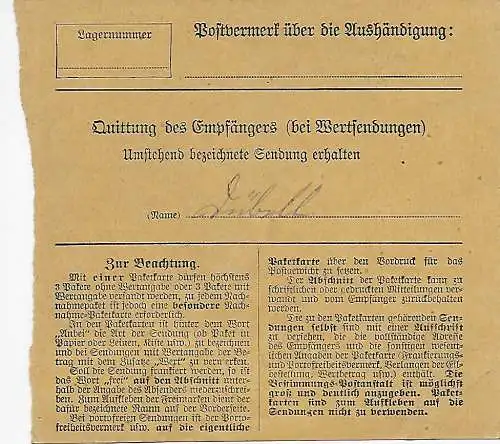 Lagernummer
Postvermerk über die Aushändigung:
Quittung des Empfängers (bei Wertsendungen)
Umstehend bezeichnete Sendung erhalten
(Name)
Zur Beachtung.
Mit einer Paketkarte dürfen höchstens
3 Pakete ohne Wertangabe oder 3 Pakete mit
Wertangabe versandt werden, zu jedem Nach-
nahmepaket ist jedoch eine besondere Nach-
nahme-Paketkarte erforderlich.
In den Paketkarten ist hinter dem Wort
„Anbei“ die Art der Sendung (ob Paket in
Papier oder Leinen, Kiste usw.) zu bezeichnen
und bei Sendungen mit Wertangabe der Be-
trag mit dem Zusatz „Wert“ zu vermerken.
Soll die Sendung frankiert werden, so ist
das Wort „frei“ auf dem Abschnitt unter-
halb der Angabe des Absenders niederzuschrei-
ben. Zum Aufkleben der Freimarken dient der
dafür bezeichnete Raum auf der Vorderseite.
Bei portofreien Sendungen ist der Porto-
freiheitsvermerk usw. auf die eigentliche
Paketkarte über den Vordruck für das
Postgewicht zu setzen.
Der Abschnitt der Paketkarte kann zu
schriftlichen oder gedruckten Mitteilungen ver-
wandt und vom Empfänger zurückbehalten
werden.
Die zu den Paketkarten gehörenden Sen-
dungen selbst sind mit einer Aufschrift
zu versehen, die die vollständige Adresse
des Empfängers und die sonstigen wesent-
lichen Angaben der Paketkarte (Frankierungs-
und Portofreiheitsvermerk, Verlangen der Eil-
bestellung, Wertbetrag usw.) enthält. Die
Bestimmungs-Postanstalt ist möglichst
groß und deutlich anzugeben. Paket-
karten sind zum Aufkleben auf
die Sendungen nicht zu verwenden.